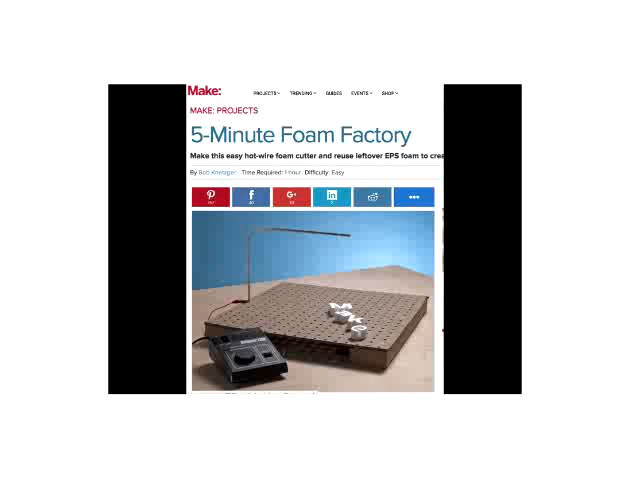 Make:
PROJECTS TRENDING GUIDES EVENTS SHOP
MAKE: PROJECTS
5-Minute Foam Factory
Make this easy hot-wire foam cutter and reuse leftover EPS foam to crea
By Bob Knetzger Time Required: 1 hour Difficulty: Easy